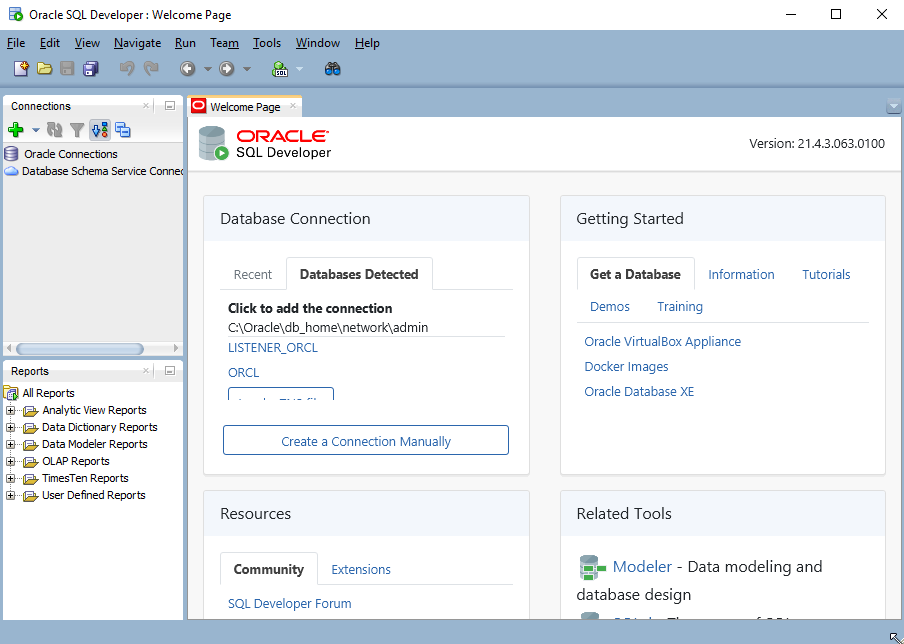 Oracle SQL Developer : Welcome Page
File Edit View Navigate Run Team Tools Window Help
SQL
Connections
Welcome Page
Oracle Connections
Database Schema Service Connec
ORACLE
SQL Developer
Version: 21.4.3.063.0100
Database Connection
Recent Databases Detected
Click to add the connection
C:\Oracle\db_home\network\admin
LISTENER_ORCL
ORCL
Create a Connection Manually
Getting Started
Get a Database Information Tutorials
Demos Training
Oracle VirtualBox Appliance
Docker Images
Oracle Database XE
Reports
All Reports
Analytic View Reports
Data Dictionary Reports
Data Modeler Reports
OLAP Reports
TimesTen Reports
User Defined Reports
Resources
Community Extensions
SQL Developer Forum
Related Tools
Modeler - Data modeling and
database design